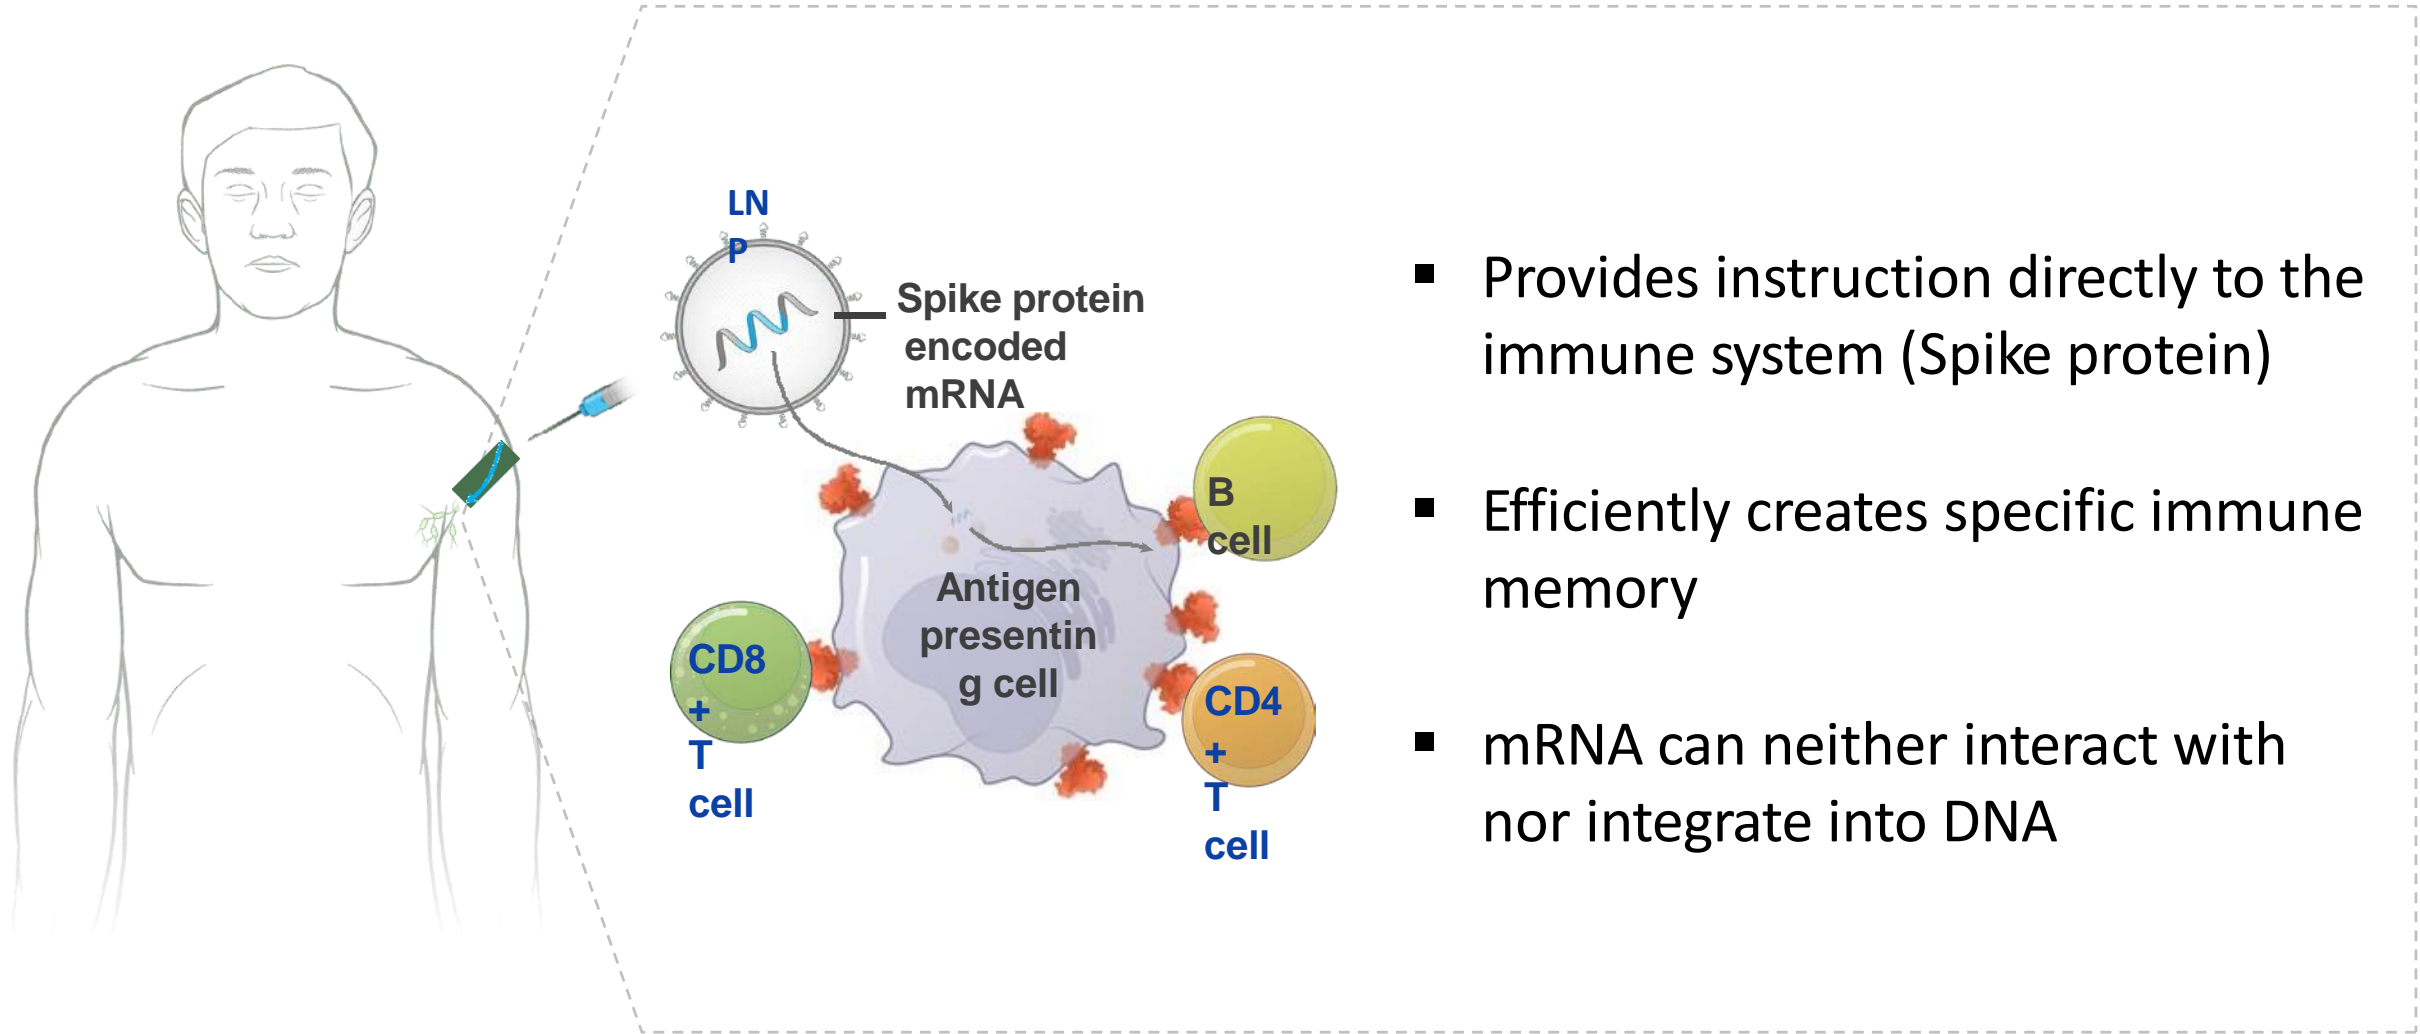 LN
P
Spike protein
encoded
mRNA
B
cell
Antigen
presentin
g cell
CD8
+
T
cell
CD4
+
T
cell
▪ Provides instruction directly to the
immune system (Spike protein)
▪ Efficiently creates specific immune
memory
▪ mRNA can neither interact with
nor integrate into DNA